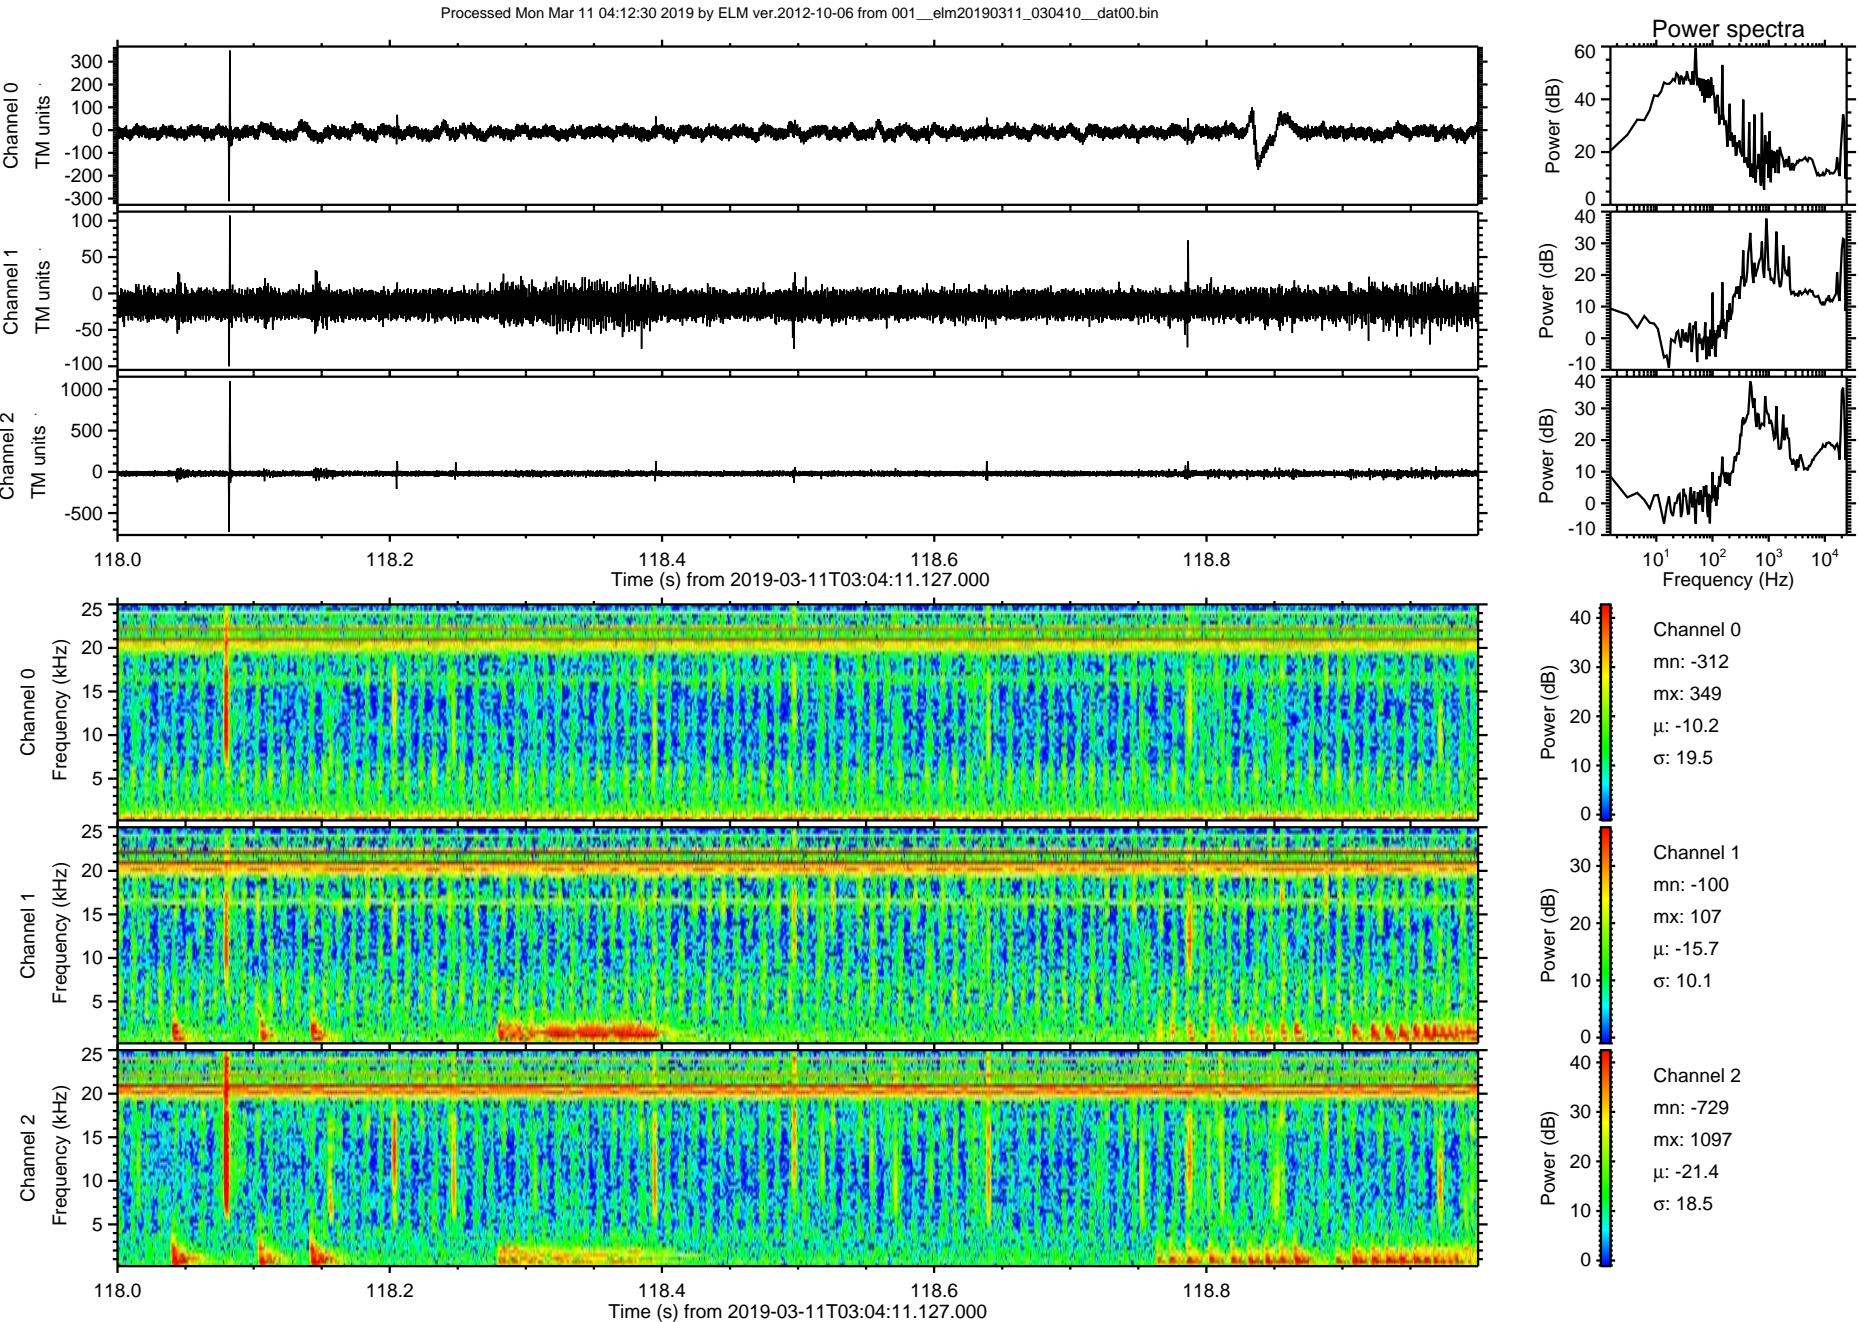 Processed Mon Mar 11 04:12:30 2019 by ELM ver.2012-10-06 from 001__elm20190311_030410__dat00.bin
Power spectra
Channel 0
TM units
300
200
100
0
-100
-200
-300
Power (dB)
60
40
20
0
Channel 1
TM units
100
50
0
-50
-100
Power (dB)
40
30
20
10
0
-10
Channel 2
TM units
1000
500
0
-500
Power (dB)
40
30
20
10
0
-10
118.0
118.2
118.4
118.6
118.8
Time (s) from 2019-03-11T03:04:11.127.000
10¹
10²
10³
10⁴
Frequency (Hz)
Channel 0
Frequency (kHz)
25
20
15
10
5
Power (dB)
40
30
20
10
0
Channel 0
mn: -312
mx: 349
µ: -10.2
σ: 19.5
Channel 1
Frequency (kHz)
25
20
15
10
5
Power (dB)
30
20
10
0
Channel 1
mn: -100
mx: 107
µ: -15.7
σ: 10.1
Channel 2
Frequency (kHz)
25
20
15
10
5
Power (dB)
40
30
20
10
0
Channel 2
mn: -729
mx: 1097
µ: -21.4
σ: 18.5
118.0
118.2
118.4
118.6
118.8
Time (s) from 2019-03-11T03:04:11.127.000